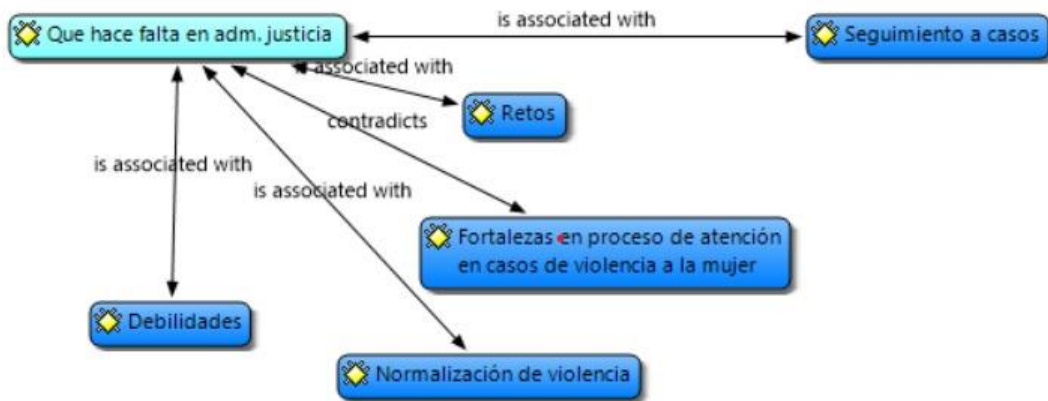 is associated with
Que hace falta en adm. justicia
Seguimiento a casos
is associated with
Retos
contradicts
is associated with
is associated with
Fortalezas en proceso de atención
en casos de violencia a la mujer
Debilidades
Normalización de violencia